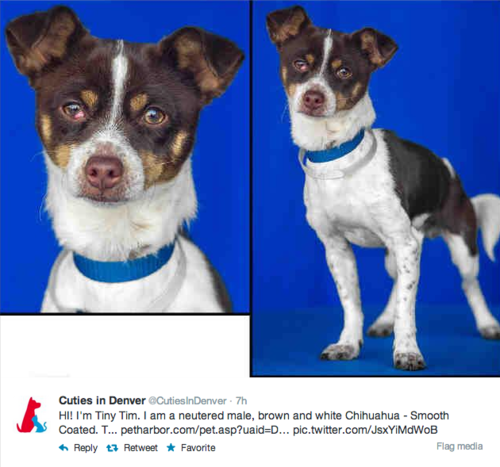 Cuties in Denver @CutiesInDenver · 7h
HI! I'm Tiny Tim. I am a neutered male, brown and white Chihuahua - Smooth
Coated. T... petharbor.com/pet.asp?uaid=D... pic.twitter.com/JsxYiMdWoB
Reply Retweet Favorite Flag media